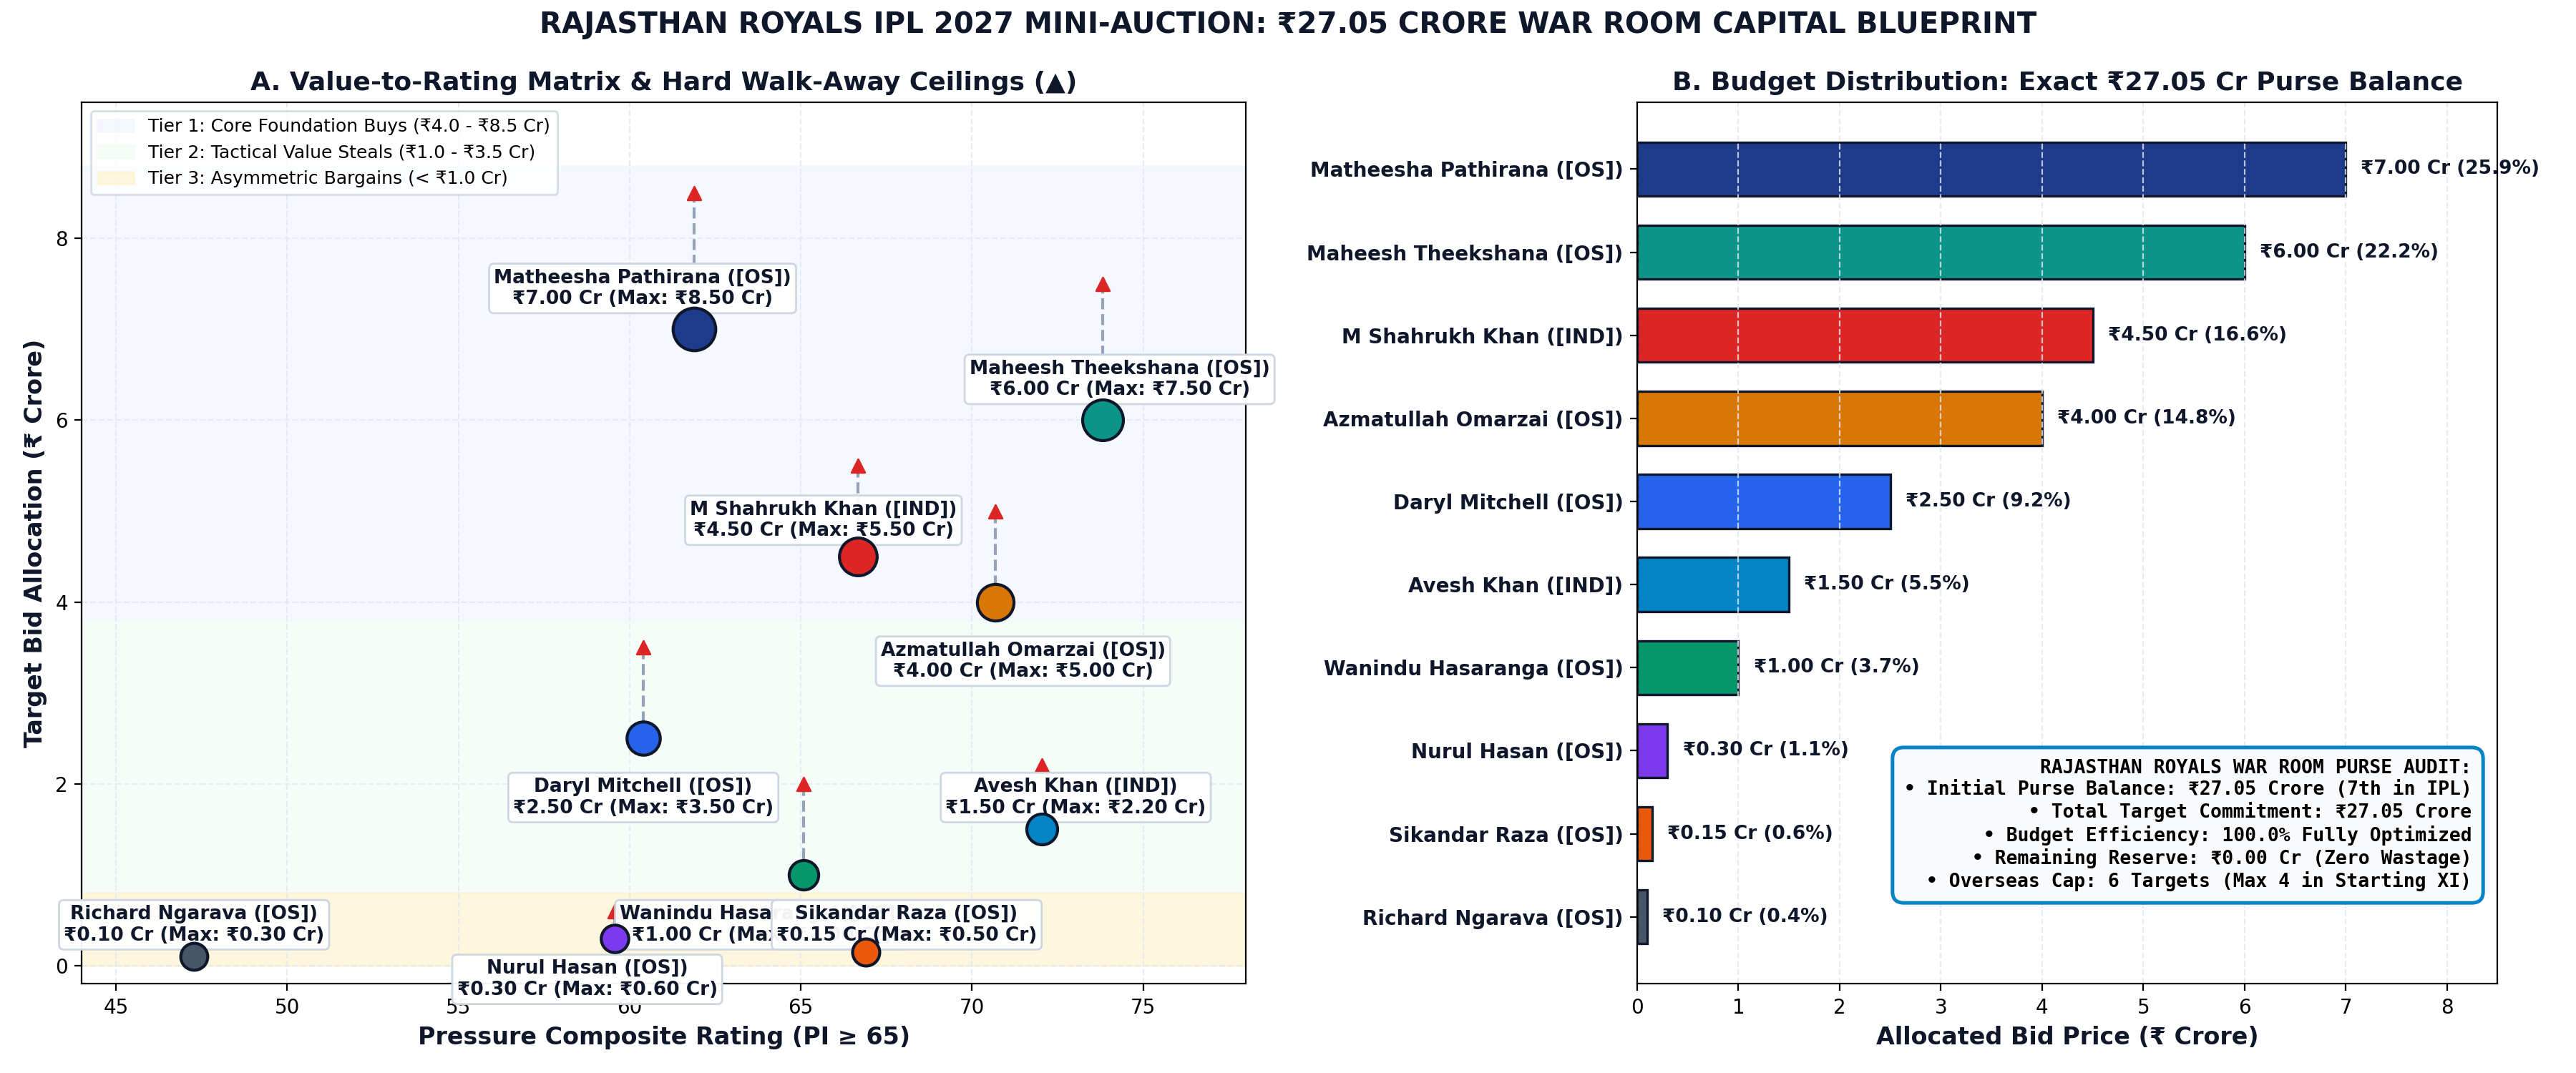 RAJASTHAN ROYALS IPL 2027 MINI-AUCTION: ₹27.05 CRORE WAR ROOM CAPITAL BLUEPRINT
A. Value-to-Rating Matrix & Hard Walk-Away Ceilings (▲)
Tier 1: Core Foundation Buys (₹4.0 - ₹8.5 Cr)
Tier 2: Tactical Value Steals (₹1.0 - ₹3.5 Cr)
Tier 3: Asymmetric Bargains (< ₹1.0 Cr)
Target Bid Allocation (₹ Crore)
8
6
4
2
0
Matheesha Pathirana ([OS])
₹7.00 Cr (Max: ₹8.50 Cr)
Maheesh Theekshana ([OS])
₹6.00 Cr (Max: ₹7.50 Cr)
M Shahrukh Khan ([IND])
₹4.50 Cr (Max: ₹5.50 Cr)
Azmatullah Omarzai ([OS])
₹4.00 Cr (Max: ₹5.00 Cr)
Daryl Mitchell ([OS])
₹2.50 Cr (Max: ₹3.50 Cr)
Avesh Khan ([IND])
₹1.50 Cr (Max: ₹2.20 Cr)
Richard Ngarava ([OS])
₹0.10 Cr (Max: ₹0.30 Cr)
Wanindu
₹1.00 Cr
Sikandar Raza ([OS])
₹0.15 Cr (Max: ₹0.50 Cr)
Nurul Hasan ([OS])
₹0.30 Cr (Max: ₹0.60 Cr)
45 50 55 60 65 70 75
Pressure Composite Rating (PI ≥ 65)
B. Budget Distribution: Exact ₹27.05 Cr Purse Balance
Matheesha Pathirana ([OS]) ₹7.00 Cr (25.9%)
Maheesh Theekshana ([OS]) ₹6.00 Cr (22.2%)
M Shahrukh Khan ([IND]) ₹4.50 Cr (16.6%)
Azmatullah Omarzai ([OS]) ₹4.00 Cr (14.8%)
Daryl Mitchell ([OS]) ₹2.50 Cr (9.2%)
Avesh Khan ([IND]) ₹1.50 Cr (5.5%)
Wanindu Hasaranga ([OS]) ₹1.00 Cr (3.7%)
Nurul Hasan ([OS]) ₹0.30 Cr (1.1%)
Sikandar Raza ([OS]) ₹0.15 Cr (0.6%)
Richard Ngarava ([OS]) ₹0.10 Cr (0.4%)
RAJASTHAN ROYALS WAR ROOM PURSE AUDIT:
• Initial Purse Balance: ₹27.05 Crore (7th in IPL)
• Total Target Commitment: ₹27.05 Crore
• Budget Efficiency: 100.0% Fully Optimized
• Remaining Reserve: ₹0.00 Cr (Zero Wastage)
• Overseas Cap: 6 Targets (Max 4 in Starting XI)
0 1 2 3 4 5 6 7 8
Allocated Bid Price (₹ Crore)